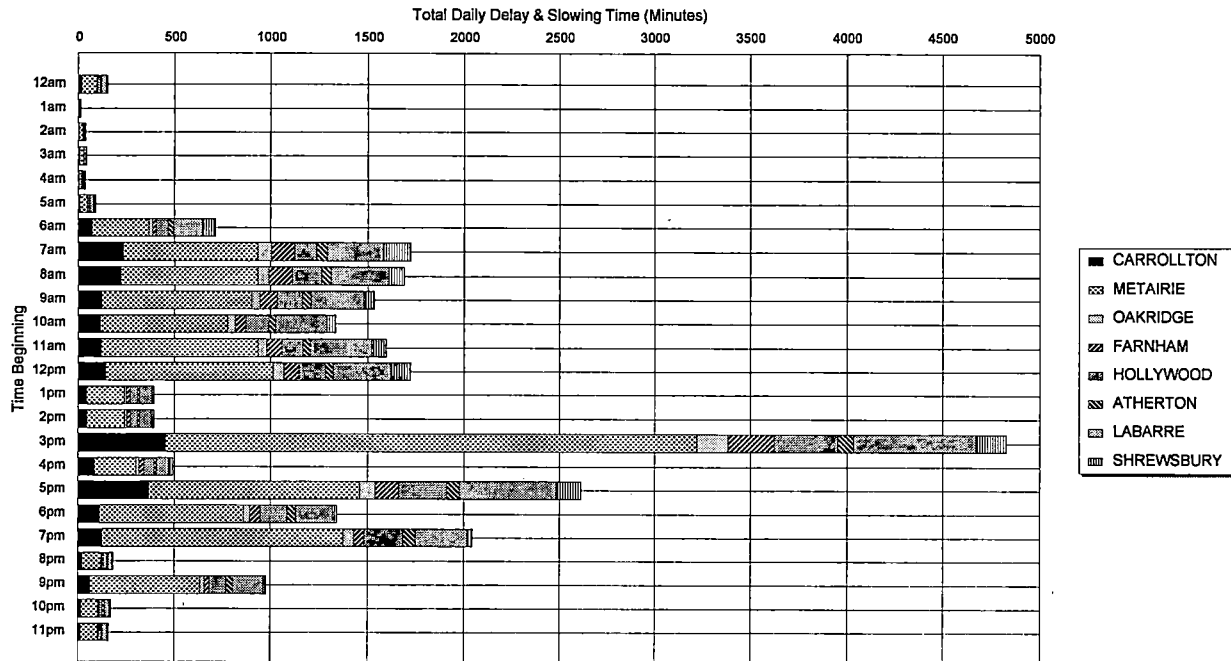 Total Daily Delay & Slowing Time (Minutes)
0 500 1000 1500 2000 2500 3000 3500 4000 4500 5000
Time Beginning
12am
1am
2am
3am
4am
5am
6am
7am
8am
9am
10am
11am
12pm
1pm
2pm
3pm
4pm
5pm
6pm
7pm
8pm
9pm
10pm
11pm
CARROLLTON
METAIRIE
OAKRIDGE
FARNHAM
HOLLYWOOD
ATHERTON
LABARRE
SHREWSBURY